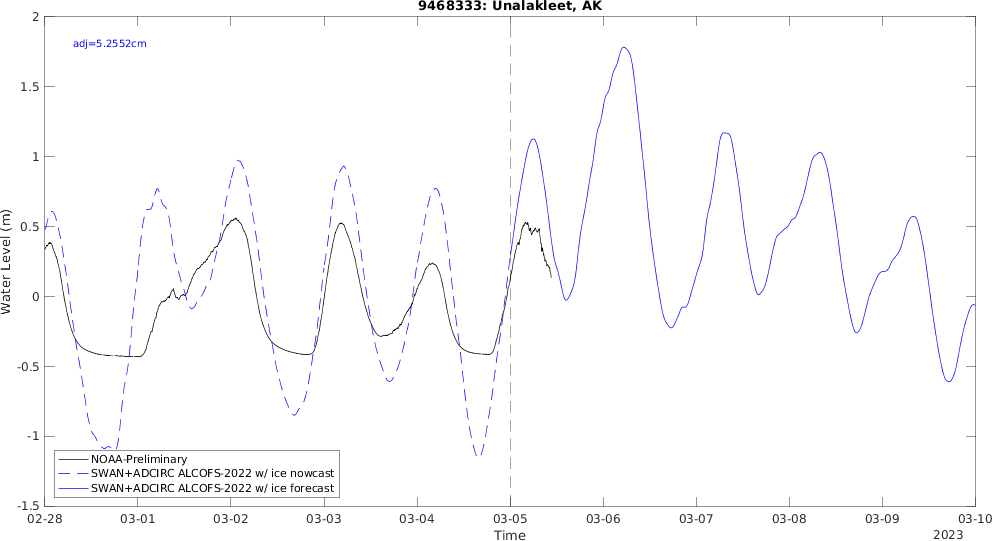 9468333: Unalakleet, AK
adj=5.2552cm
2
1.5
1
0.5
0
-0.5
-1
-1.5
Water Level (m)
NOAA-Preliminary
SWAN+ADCIRC ALCOFS-2022 w/ ice nowcast
SWAN+ADCIRC ALCOFS-2022 w/ ice forecast
02-28 03-01 03-02 03-03 03-04 03-05 03-06 03-07 03-08 03-09 03-10
Time
2023